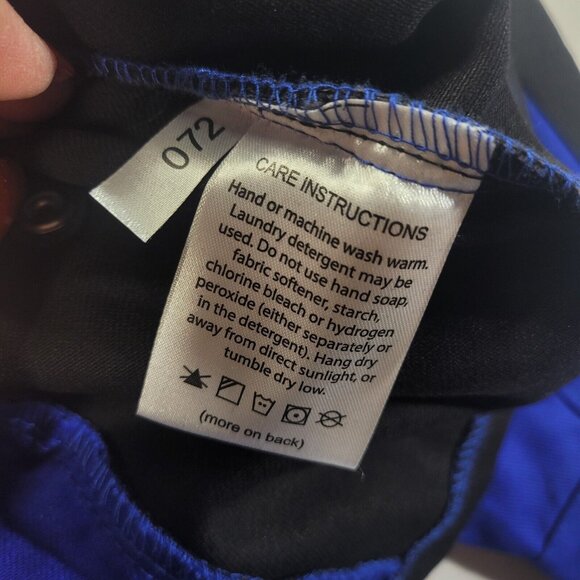 072
CARE INSTRUCTIONS
Hand or machine wash warm.
Laundry detergent may be
used. Do not use hand soap,
fabric softener, starch,
chlorine bleach or hydrogen
peroxide (either separately or
in the detergent). Hang dry
away from direct sunlight, or
tumble dry low.
(more on back)